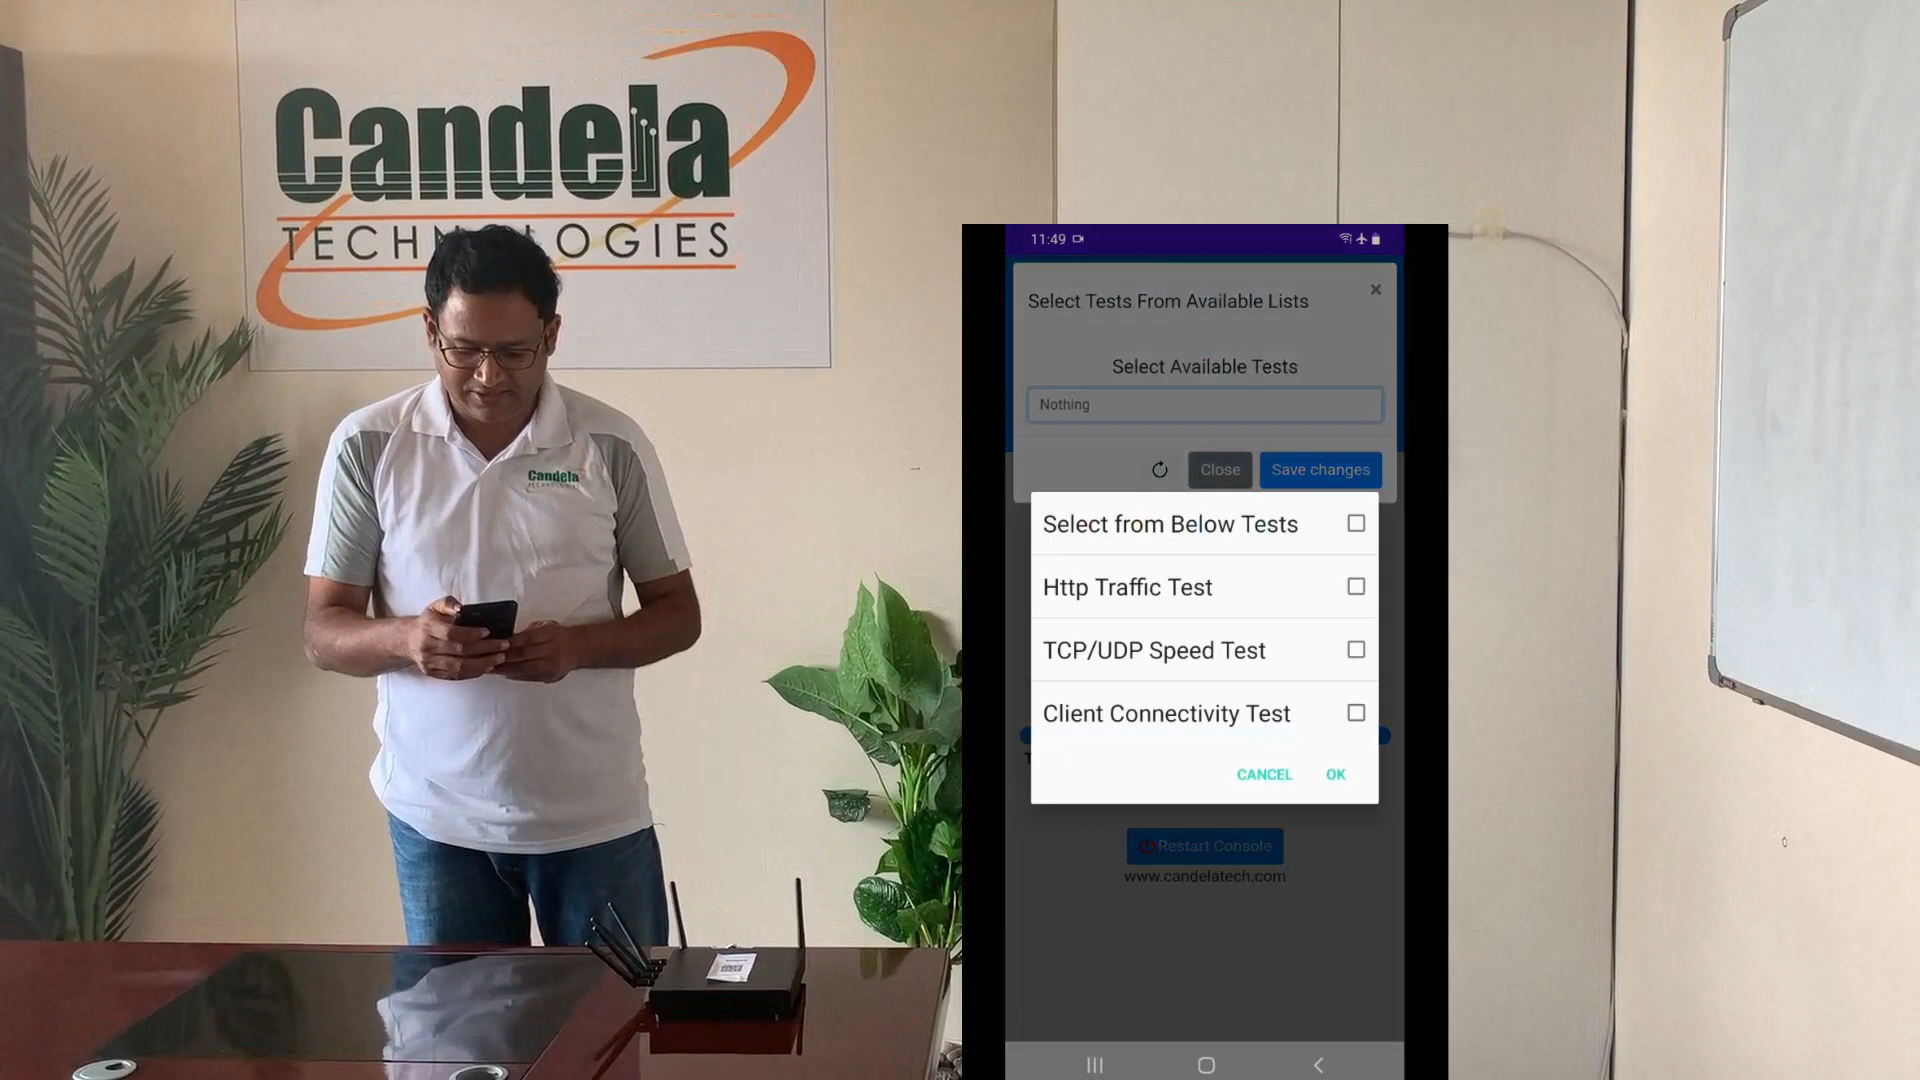 Candela
TECHNOLOGIES
Candela
TECHNOLOGIES
11:49
Select Tests From Available Lists
×
Select Available Tests
Nothing
Close
Save changes
Select from Below Tests
Http Traffic Test
TCP/UDP Speed Test
Client Connectivity Test
CANCEL
OK
Restart Console
www.candelatech.com